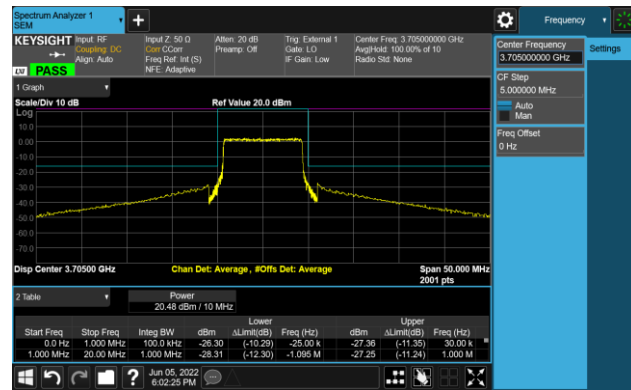 Spectrum Analyzer 1
SEM
Frequency
KEYSIGHT
Input: RF
Coupling: DC
Align: Auto
Input Z: 50 Ω
Corr CCorr
Freq Ref: Int (S)
NFE: Adaptive
Atten: 20 dB
Preamp: Off
Trig: External 1
Gate: LO
IF Gain: Low
Center Freq: 3.705000000 GHz
Avg|Hold: 100.00% of 10
Radio Std: None
LXI PASS
Center Frequency
3.705000000 GHz
Settings
CF Step
5.000000 MHz
Auto
Man
Freq Offset
0 Hz
1 Graph
Scale/Div 10 dB
Ref Value 20.0 dBm
Log
10.0
0.00
-10.0
-20.0
-30.0
-40.0
-50.0
-60.0
-70.0
Disp Center 3.70500 GHz
Chan Det: Average , #Offs Det: Average
Span 50.000 MHz
2001 pts
2 Table
Power
20.48 dBm / 10 MHz
Lower Upper
Start Freq Stop Freq Integ BW dBm ΔLimit(dB) Freq (Hz) dBm ΔLimit(dB) Freq (Hz)
0.0 Hz 1.000 MHz 100.0 kHz -26.30 (-10.29) -25.00 k -27.36 (-11.35) 30.00 k
1.000 MHz 20.00 MHz 1.000 MHz -28.31 (-12.30) -1.095 M -27.25 (-11.24) 1.000 M
?
Jun 05, 2022
6:02:25 PM